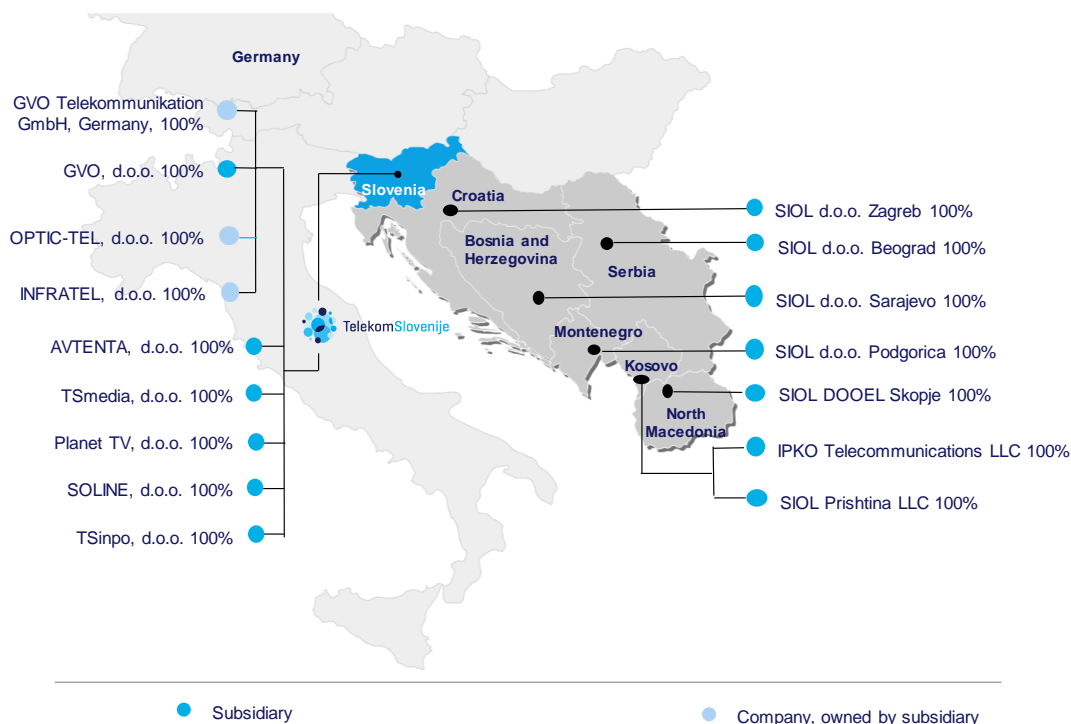 Germany
GVO Telekommunikation
GmbH, Germany, 100%
GVO, d.o.o. 100%
OPTIC-TEL, d.o.o. 100%
INFRATEL, d.o.o. 100%
AVTENTA, d.o.o. 100%
TSmedia, d.o.o. 100%
Planet TV, d.o.o. 100%
SOLINE, d.o.o. 100%
TSinpo, d.o.o. 100%
TelekomSlovenije
Slovenia
Croatia
Bosnia and
Herzegovina
Serbia
Montenegro
Kosovo
North
Macedonia
SIOL d.o.o. Zagreb 100%
SIOL d.o.o. Beograd 100%
SIOL d.o.o. Sarajevo 100%
SIOL d.o.o. Podgorica 100%
SIOL DOOEL Skopje 100%
IPKO Telecommunications LLC 100%
SIOL Prishtina LLC 100%
Subsidiary
Company, owned by subsidiary